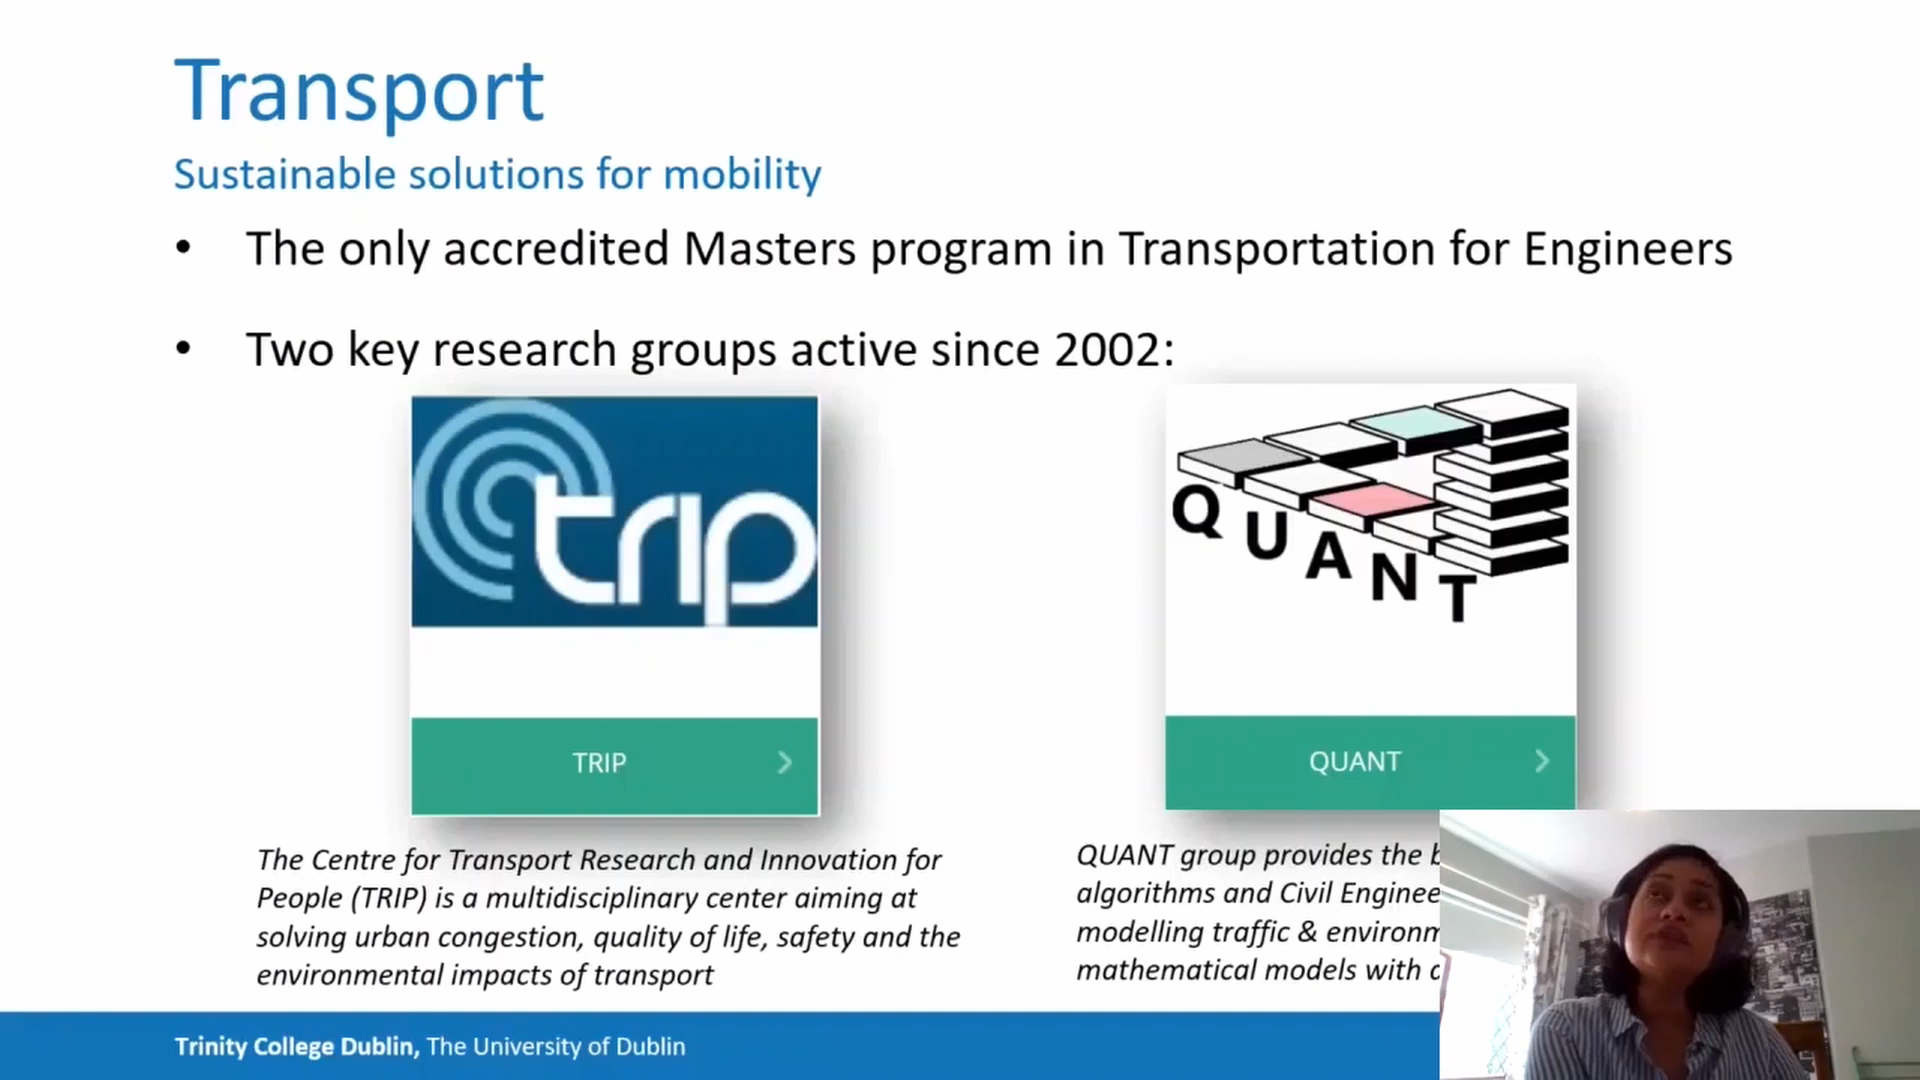 Transport
Sustainable solutions for mobility
• The only accredited Masters program in Transportation for Engineers
• Two key research groups active since 2002:
trip
TRIP
The Centre for Transport Research and Innovation for
People (TRIP) is a multidisciplinary center aiming at
solving urban congestion, quality of life, safety and the
environmental impacts of transport
QUANT
QUANT
QUANT group provides the
algorithms and Civil
modelling traffic &
mathematical models with
Trinity College Dublin, The University of Dublin